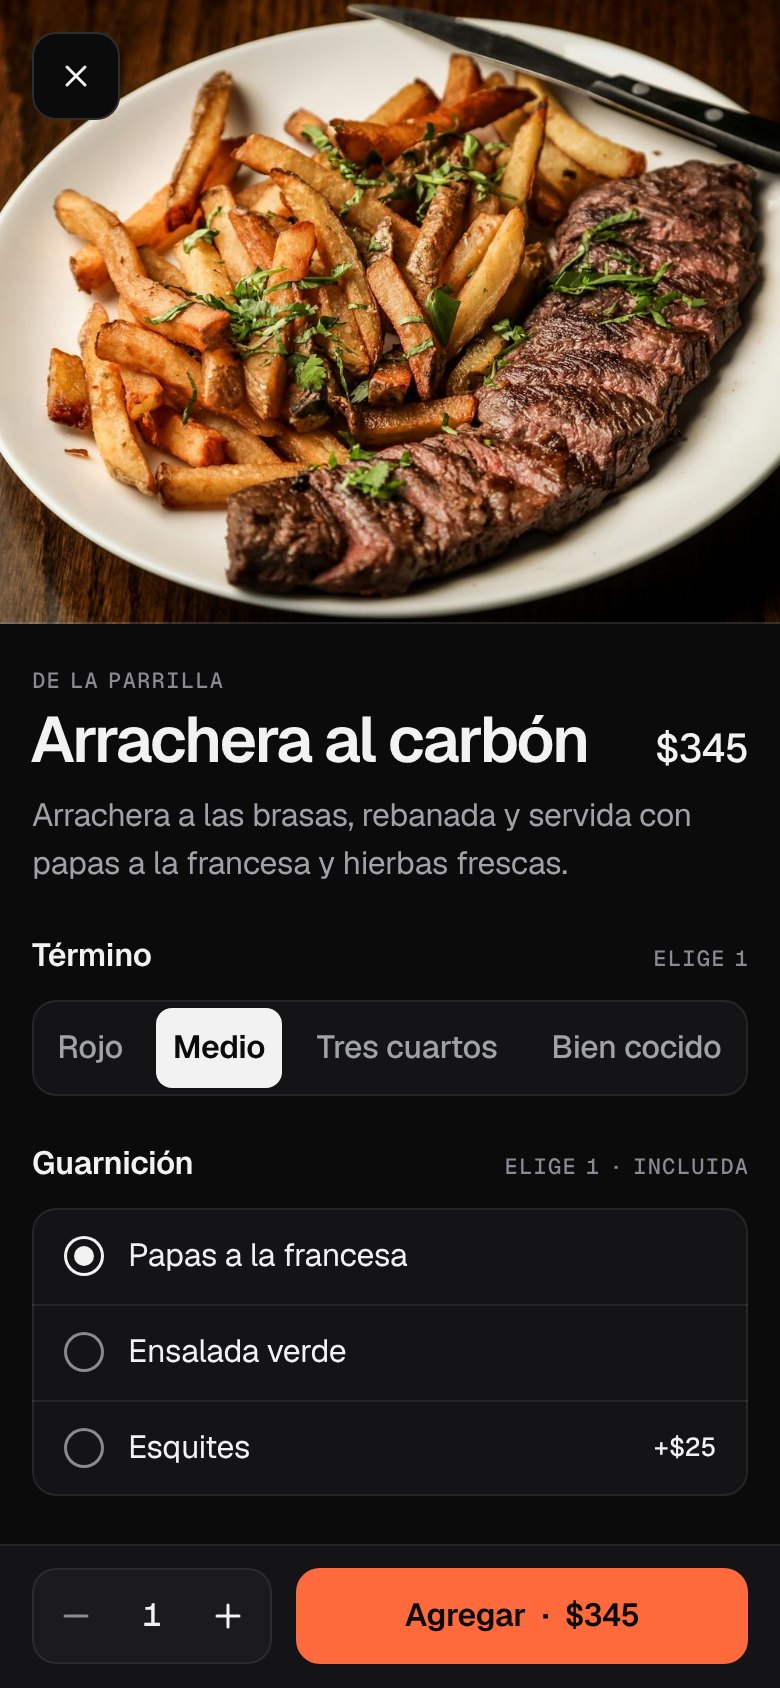 DE LA PARRILLA
Arrachera al carbón
$345
Arrachera a las brasas, rebanada y servida con
papas a la francesa y hierbas frescas.
Término
ELIGE 1
Rojo
Medio
Tres cuartos
Bien cocido
Guarnición
ELIGE 1 · INCLUIDA
Papas a la francesa
Ensalada verde
Esquites
+$25
1
Agregar · $345